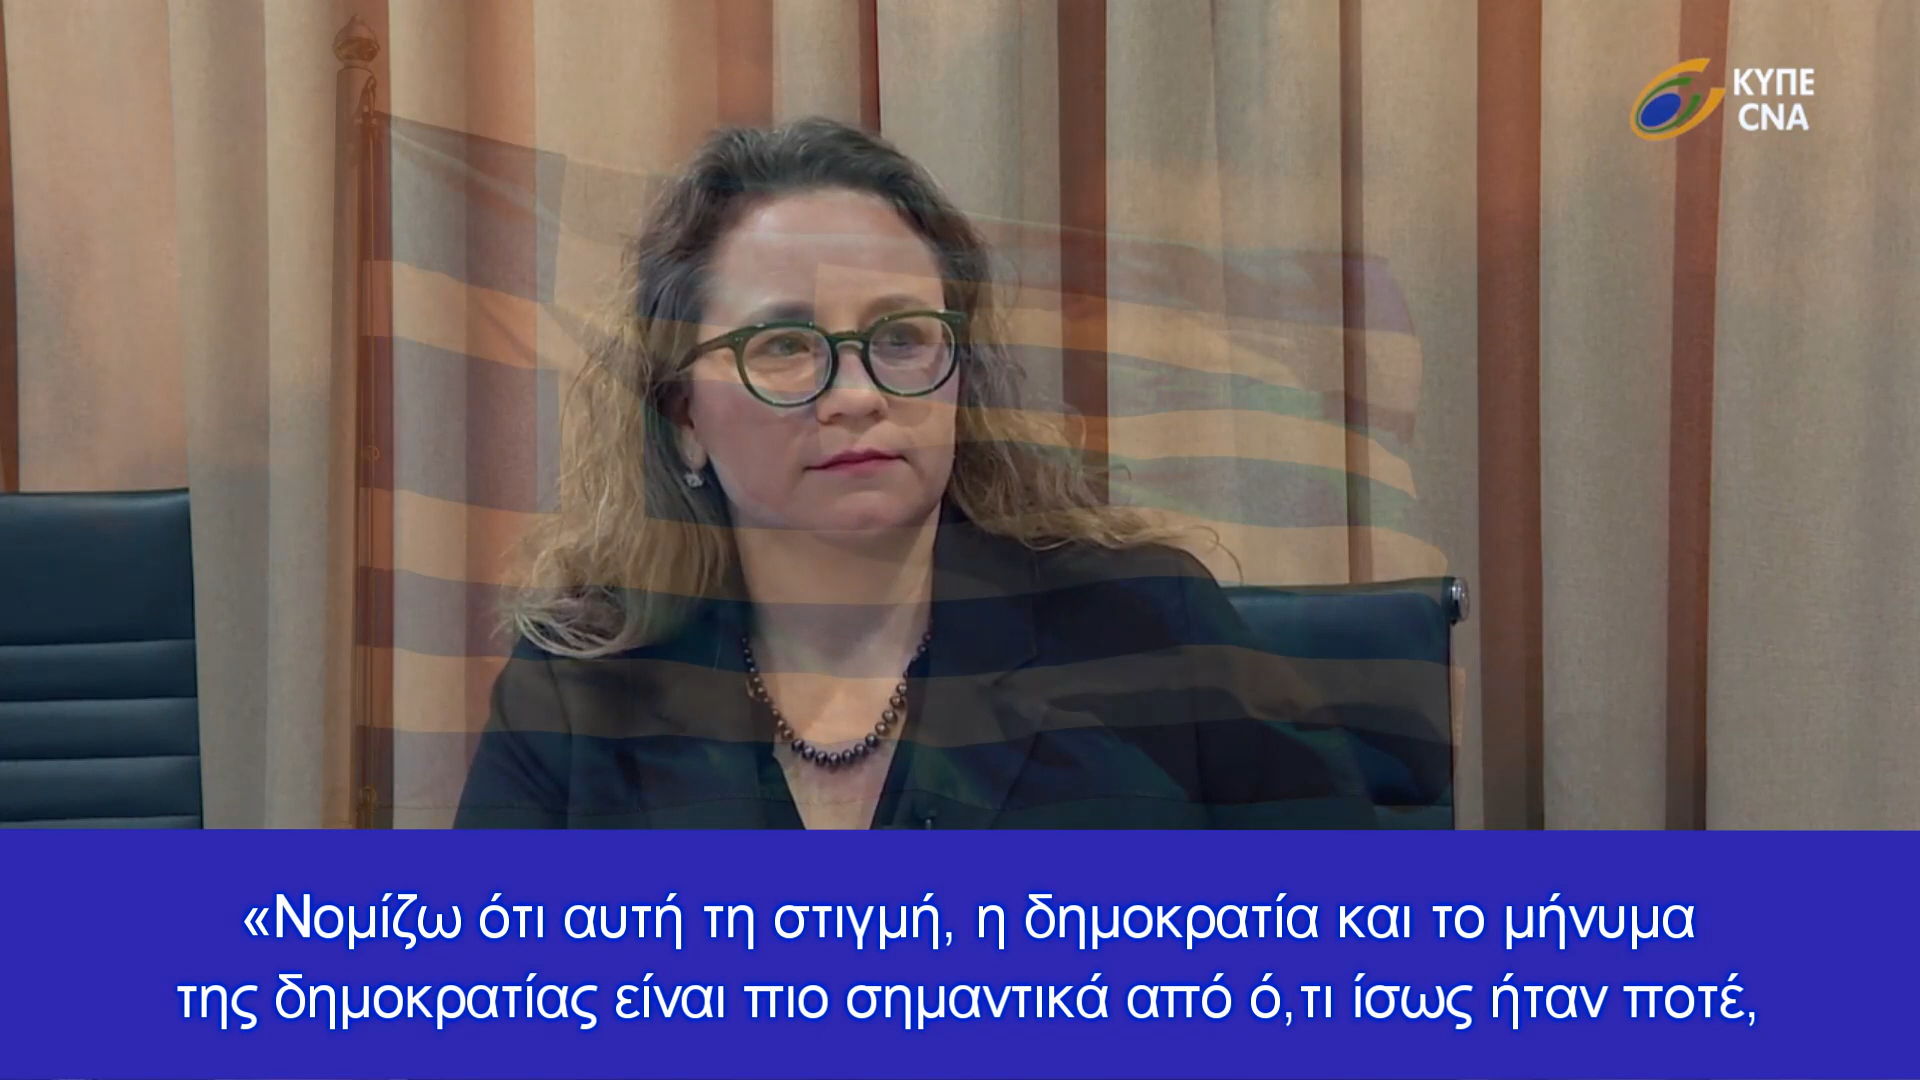 ΚΥΠΕ
CNA
«Νομίζω ότι αυτή τη στιγμή, η δημοκρατία και το μήνυμα
της δημοκρατίας είναι πιο σημαντικά από ό,τι ίσως ήταν ποτέ,